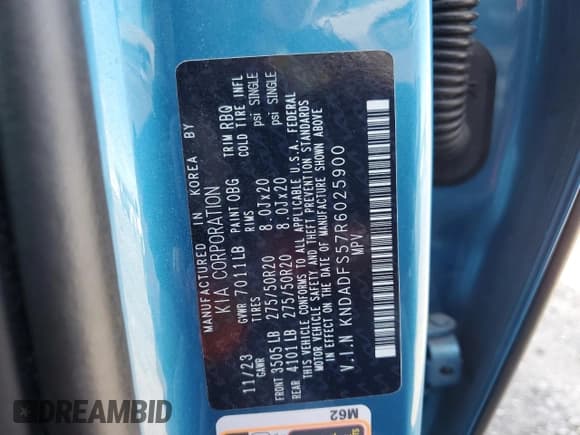 MANUFACTURED IN KOREA BY
KIA CORPORATION
11/23 GVWR 7011LB PAINT OBG TRIM RBQ
GAWR TIRES RIMS COLD TIRE INFL
FRONT 3505LB 275/50R20 8.0Jx20 psi SINGLE
REAR 4101LB 275/50R20 8.0Jx20 psi SINGLE
THIS VEHICLE CONFORMS TO ALL APPLICABLE U.S.A. FEDERAL
MOTOR VEHICLE SAFETY AND THEFT PREVENTION STANDARDS
IN EFFECT ON THE DATE OF MANUFACTURE SHOWN ABOVE
V.I.N KNDADFS57R6025900
MPV
M62
DREAMBID